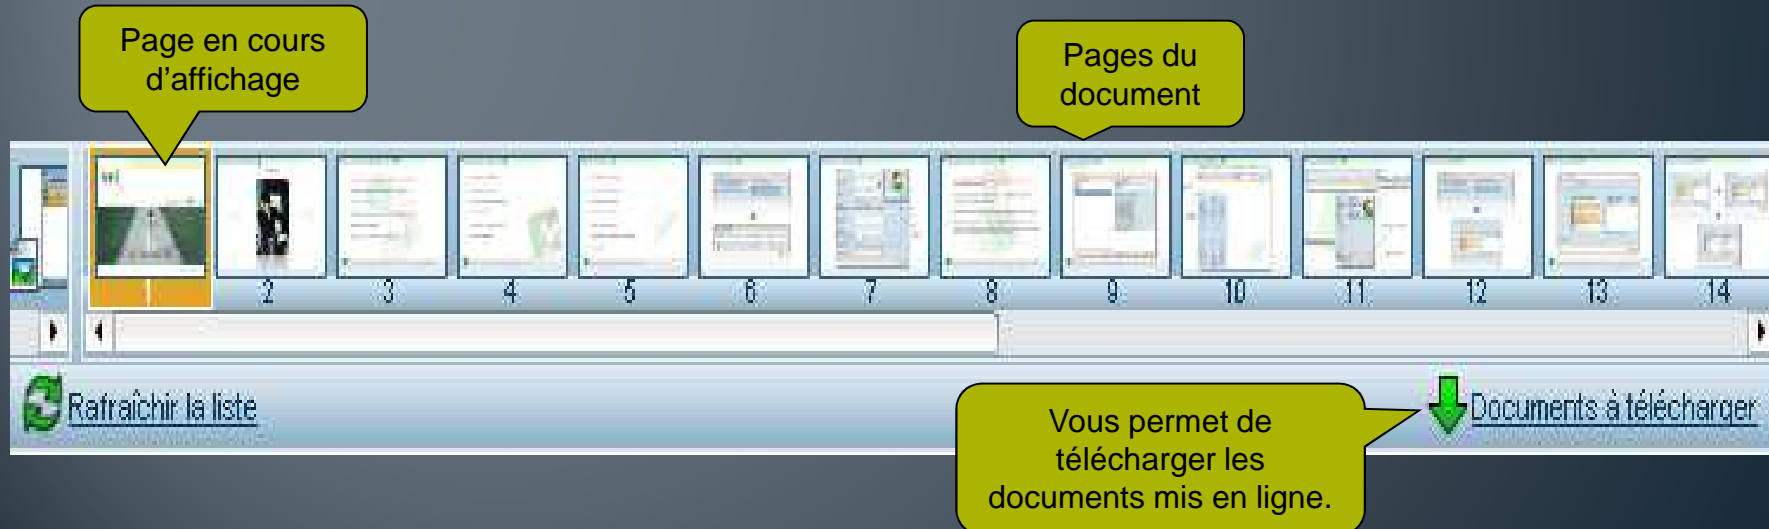 Page en cours
d’affichage
Pages du
document
1 2 3 4 5 6 7 8 9 10 11 12 13 14
Rafraîchir la liste
Documents à télécharger
Vous permet de
télécharger les
documents mis en ligne.